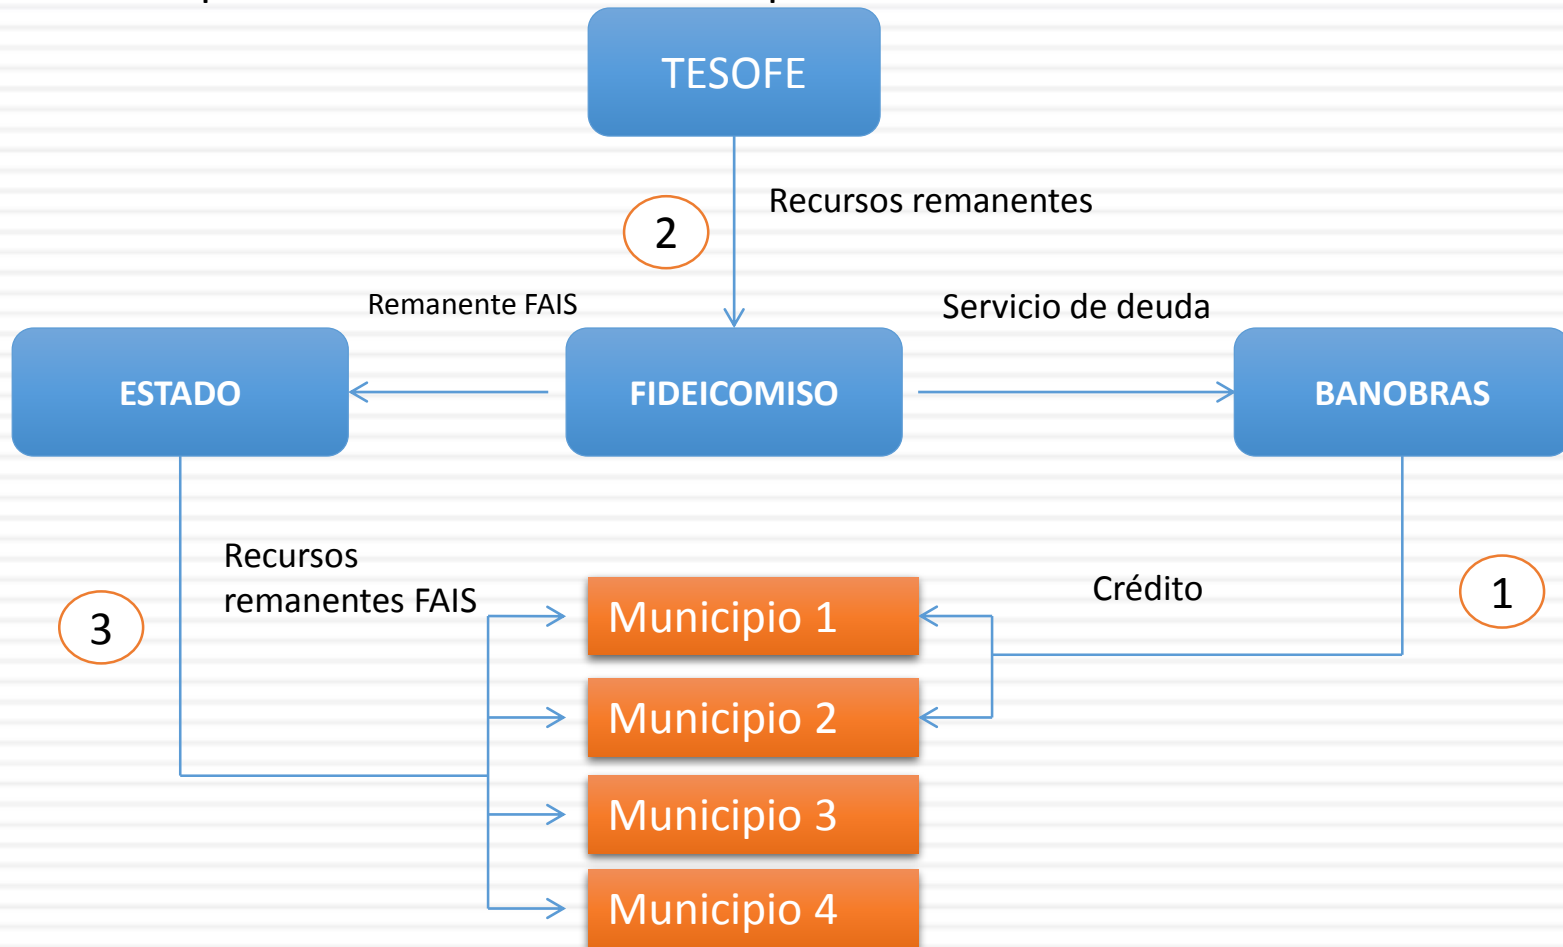 TESOFE
Recursos remanentes
2
Remanente FAIS
Servicio de deuda
ESTADO
FIDEICOMISO
BANOBRAS
Recursos
remanentes FAIS
3
Crédito
1
Municipio 1
Municipio 2
Municipio 3
Municipio 4